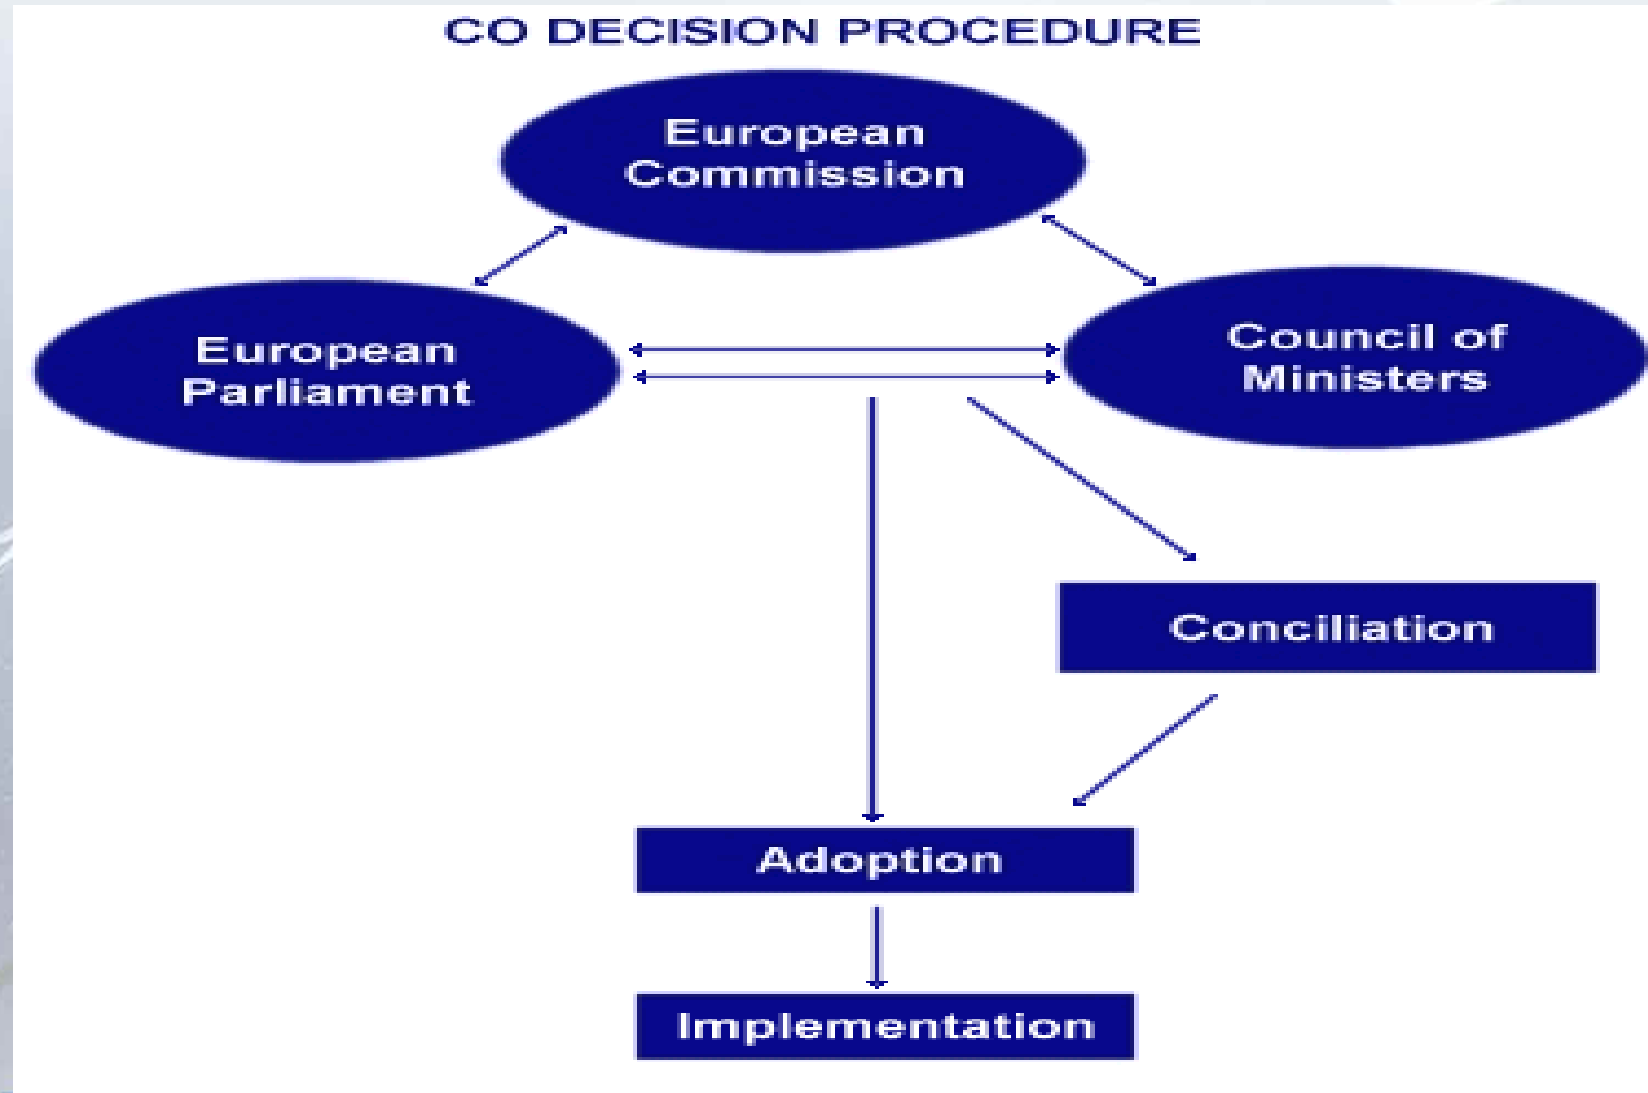 CO DECISION PROCEDURE
European
Commission
European
Parliament
Council of
Ministers
Conciliation
Adoption
Implementation